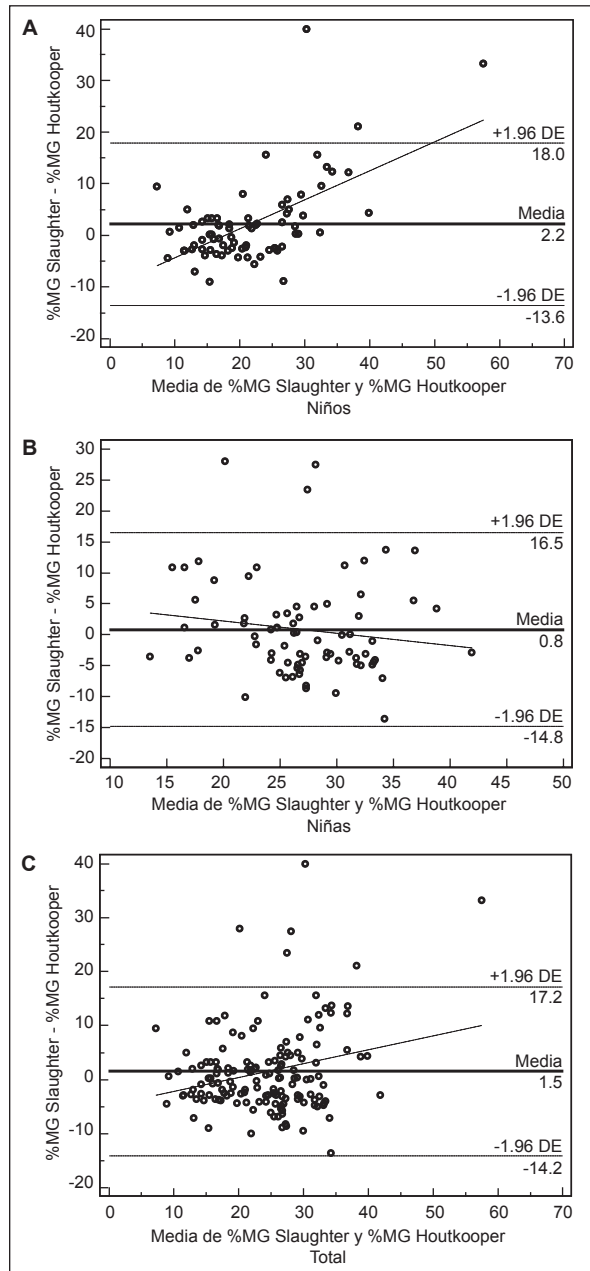 A
%MG Slaughter - %MG Houtkooper
40
30
20
10
0
-10
-20
+1.96 DE
18.0
Media
2.2
-1.96 DE
-13.6
0 10 20 30 40 50 60 70
Media de %MG Slaughter y %MG Houtkooper
Niños
B
%MG Slaughter - %MG Houtkooper
30
25
20
15
10
5
0
-5
-10
-15
-20
+1.96 DE
16.5
Media
0.8
-1.96 DE
-14.8
10 20 30 40 50
Media de %MG Slaughter y %MG Houtkooper
Niñas
C
%MG Slaughter - %MG Houtkooper
40
30
20
10
0
-10
-20
+1.96 DE
17.2
Media
1.5
-1.96 DE
-14.2
0 10 20 30 40 50 60 70
Media de %MG Slaughter y %MG Houtkooper
Total